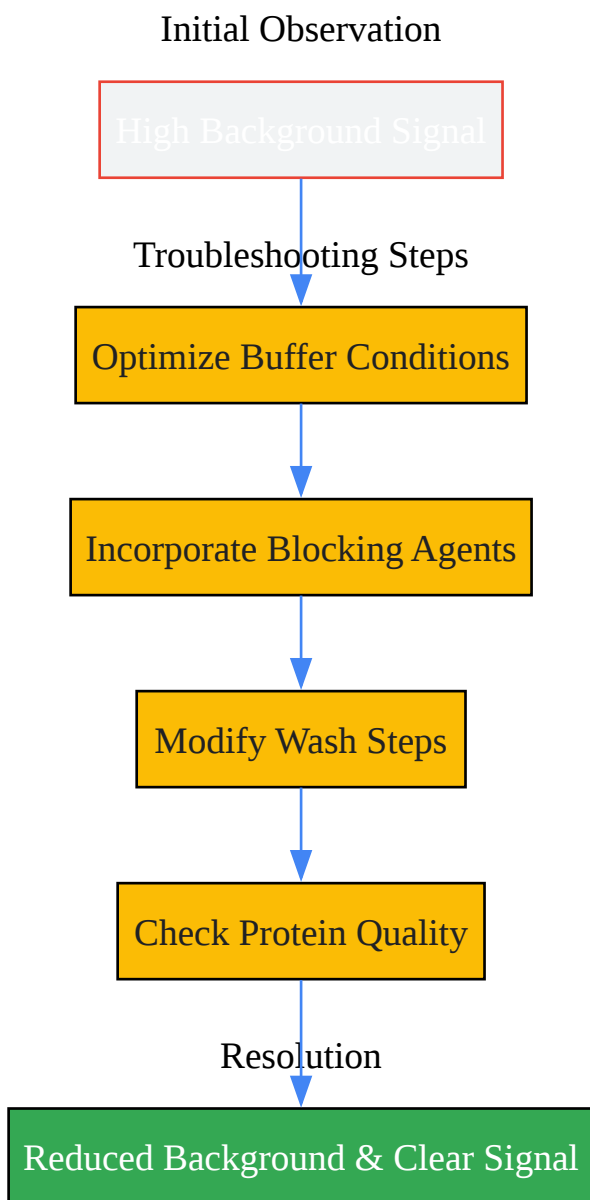 Initial Observation
High Background Signal
Troubleshooting Steps
Optimize Buffer Conditions
Incorporate Blocking Agents
Modify Wash Steps
Check Protein Quality
Resolution
Reduced Background & Clear Signal